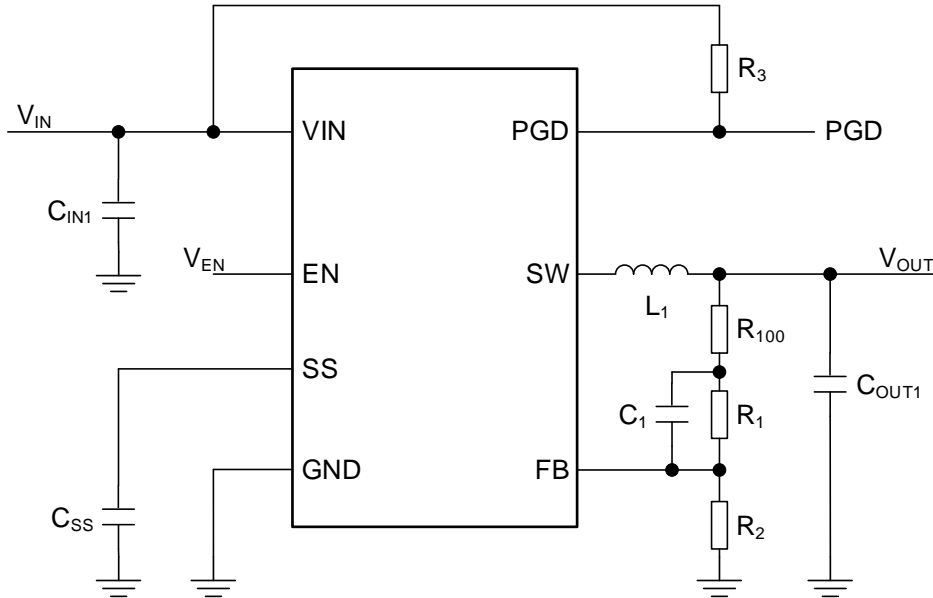 R3
VIN
VIN
PGD
PGD
CIN1
VEN
EN
SW
VOUT
L1
R100
SS
COUT1
C1
R1
GND
FB
CSS
R2